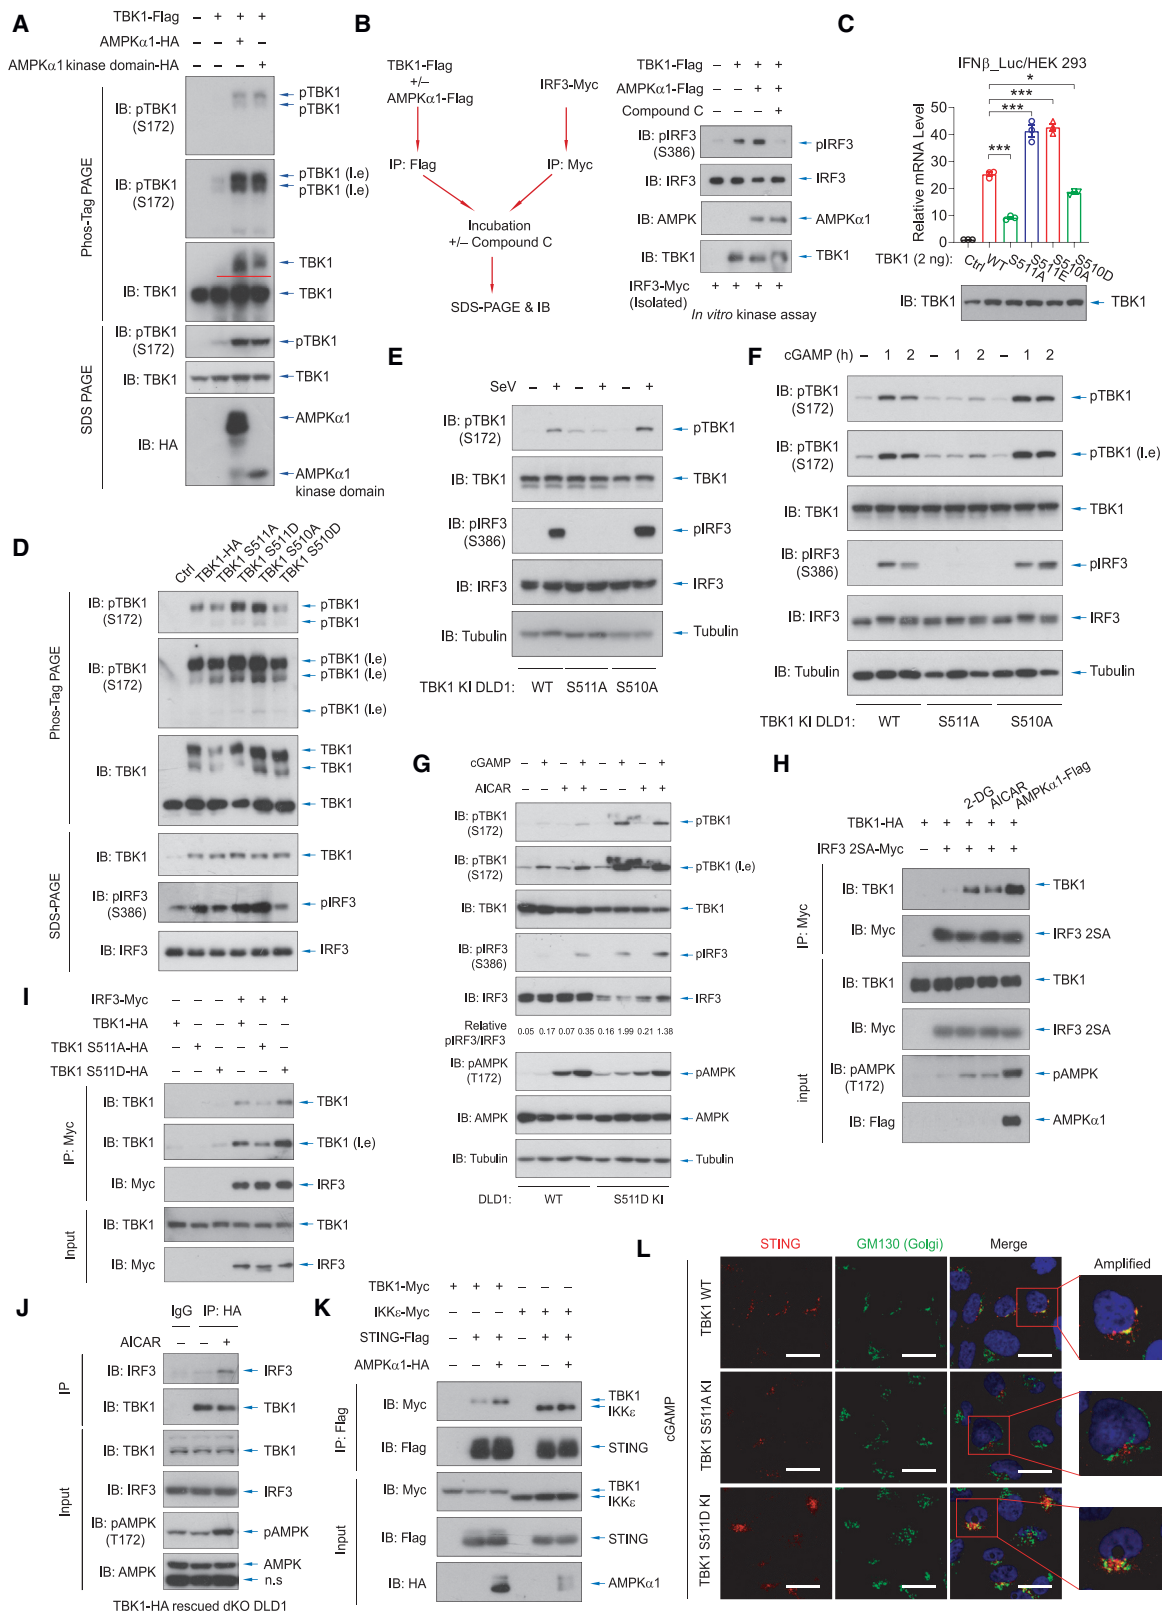 A
TBK1-Flag – + + +
AMPKα1-HA +
AMPKα1 kinase domain-HA – – – +
Phos-Tag PAGE
IB: pTBK1 (S172)
pTBK1
pTBK1
IB: pTBK1 (S172)
pTBK1 (l.e)
pTBK1 (l.e)
IB: TBK1
TBK1
TBK1
SDS PAGE
IB: pTBK1 (S172)
pTBK1
IB: TBK1
TBK1
IB: HA
AMPKα1
AMPKα1 kinase domain
B
TBK1-Flag
+/–
AMPKα1-Flag
IRF3-Myc
IP: Flag
IP: Myc
Incubation
+/– Compound C
SDS-PAGE & IB
TBK1-Flag – + + +
AMPKα1-Flag – – + +
Compound C – – – +
IB: pIRF3 (S386)
pIRF3
IB: IRF3
IRF3
IB: AMPK
AMPKα1
IB: TBK1
TBK1
IRF3-Myc (Isolated) + + + +
In vitro kinase assay
C
IFNβ_Luc/HEK 293
Relative mRNA Level
50
40
30
20
10
0
*
***
***
***
TBK1 (2 ng)
Ctrl
WT
S511A
S511E
S510A
S510D
IB: TBK1
TBK1
D
Ctrl
TBK1-HA
TBK1 S511A
TBK1 S511D
TBK1 S510A
TBK1 S510D
Phos-Tag PAGE
IB: pTBK1 (S172)
pTBK1
pTBK1
IB: pTBK1 (S172)
pTBK1 (l.e)
pTBK1 (l.e)
pTBK1 (l.e)
IB: TBK1
TBK1
TBK1
TBK1
SDS-PAGE
IB: TBK1
TBK1
IB: pIRF3 (S386)
pIRF3
IB: IRF3
IRF3
E
SeV – + – + – +
IB: pTBK1 (S172)
pTBK1
IB: TBK1
TBK1
IB: pIRF3 (S386)
pIRF3
IB: IRF3
IRF3
IB: Tubulin
Tubulin
TBK1 KI DLD1: WT S511A S510A
F
cGAMP (h) – 1 2 – 1 2 – 1 2
IB: pTBK1 (S172)
pTBK1
IB: pTBK1 (S172)
pTBK1 (l.e)
IB: TBK1
TBK1
IB: pIRF3 (S386)
pIRF3
IB: IRF3
IRF3
IB: Tubulin
Tubulin
TBK1 KI DLD1: WT S511A S510A
G
cGAMP – + – + – + – +
AICAR – – + + – – + +
IB: pTBK1 (S172)
pTBK1
IB: pTBK1 (S172)
pTBK1 (l.e)
IB: TBK1
TBK1
IB: pIRF3 (S386)
pIRF3
IB: IRF3
IRF3
Relative pIRF3/IRF3
0.05 0.17 0.07 0.35 0.16 1.99 0.21 1.38
IB: pAMPK (T172)
pAMPK
IB: AMPK
AMPK
IB: Tubulin
Tubulin
DLD1: WT S511D KI
H
2-DG
AICAR
AMPKα1-Flag
TBK1-HA + + + + +
IRF3 2SA-Myc – + + + +
IP: Myc
IB: TBK1
TBK1
IB: Myc
IRF3 2SA
input
IB: TBK1
TBK1
IB: Myc
IRF3 2SA
IB: pAMPK (T172)
pAMPK
IB: Flag
AMPKα1
I
IRF3-Myc – – – + + +
TBK1-HA + – – + – –
TBK1 S511A-HA – + – – + –
TBK1 S511D-HA – – + – – +
IP: Myc
IB: TBK1
TBK1
IB: TBK1
TBK1 (l.e)
IB: Myc
IRF3
Input
IB: TBK1
TBK1
IB: Myc
IRF3
J
IgG IP: HA
AICAR – – +
IP
IB: IRF3
IRF3
IB: TBK1
TBK1
Input
IB: TBK1
TBK1
IB: IRF3
IRF3
IB: pAMPK (T172)
pAMPK
IB: AMPK
AMPK
n.s
TBK1-HA rescued dKO DLD1
K
TBK1-Myc + + + – – –
IKKε-Myc – – – + + +
STING-Flag – + + – + +
AMPKα1-HA – – + – – +
IP: Flag
IB: Myc
TBK1
IKKε
IB: Flag
STING
Input
IB: Myc
TBK1
IKKε
IB: Flag
STING
IB: HA
AMPKα1
L
STING
GM130 (Golgi)
Merge
Amplified
cGAMP
TBK1 WT
TBK1 S511A KI
TBK1 S511D KI